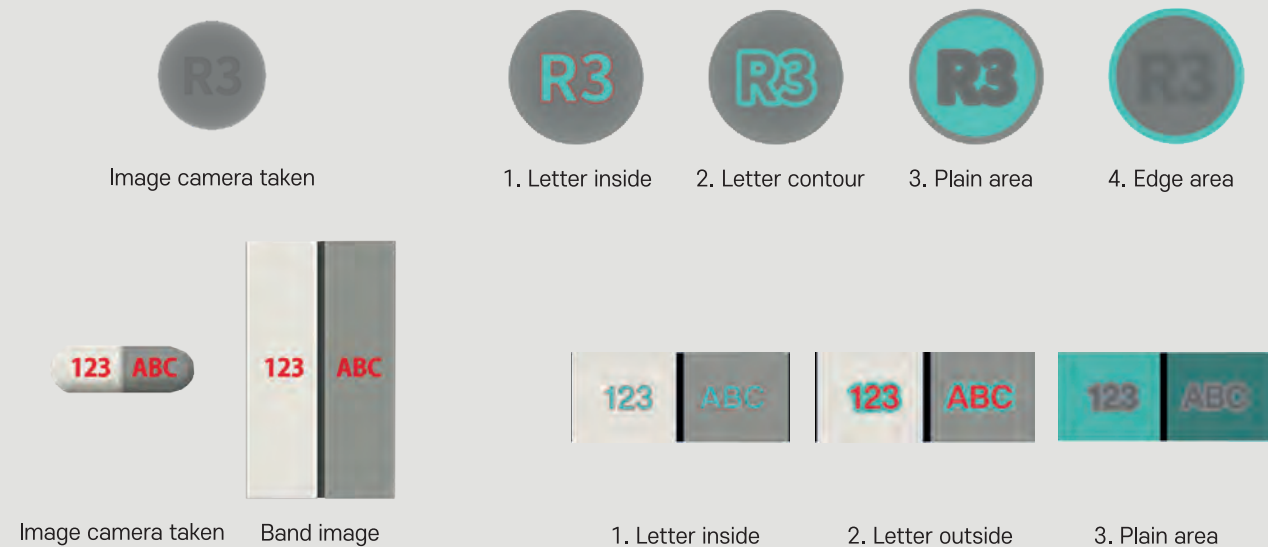 R3
R3
R3
R3
R3
Image camera taken
1. Letter inside
2. Letter contour
3. Plain area
4. Edge area
123 ABC
123 ABC
123 ABC
123 ABC
123 ABC
Image camera taken
Band image
1. Letter inside
2. Letter outside
3. Plain area